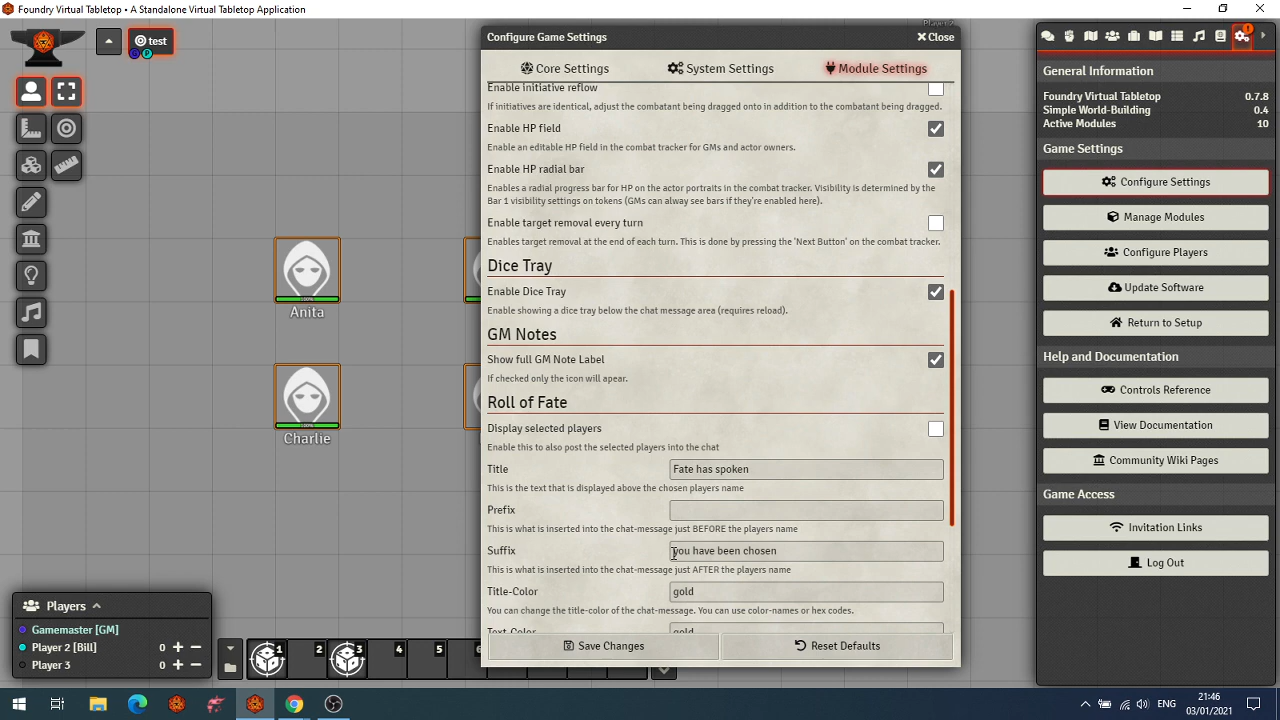 Foundry Virtual Tabletop • A Standalone Virtual Tabletop Application
test
Configure Game Settings
Close
Core Settings
System Settings
Module Settings
Enable initiative reflow
If initiatives are identical, adjust the combatant being dragged onto in addition to the combatant being dragged.
Enable HP field
Enable an editable HP field in the combat tracker for GMs and actor owners.
Enable HP radial bar
Enables a radial progress bar for HP on the actor portraits in the combat tracker. Visibility is determined by the
Bar 1 visibility settings on tokens (GMs can alway see bars if they're enabled here).
Enable target removal every turn
Enables target removal at the end of each turn. This is done by pressing the 'Next Button' on the combat tracker.
Dice Tray
Enable Dice Tray
Enable showing a dice tray below the chat message area (requires reload).
GM Notes
Show full GM Note Label
If checked only the icon will apear.
Roll of Fate
Display selected players
Enable this to also post the selected players into the chat
Title
Fate has spoken
This is the text that is displayed above the chosen players name
Prefix
This is what is inserted into the chat-message just BEFORE the players name
Suffix
you have been chosen
This is what is inserted into the chat-message just AFTER the players name
Title-Color
gold
You can change the title-color of the chat-message. You can use color-names or hex codes.
Text-Color
gold
Save Changes
Reset Defaults
General Information
Foundry Virtual Tabletop 0.7.8
Simple World-Building 0.4
Active Modules 10
Game Settings
Configure Settings
Manage Modules
Configure Players
Update Software
Return to Setup
Help and Documentation
Controls Reference
View Documentation
Community Wiki Pages
Game Access
Invitation Links
Log Out
Anita
Charlie
Players
Gamemaster [GM]
Player 2 [Bill] 0
Player 3 0
1 2 3 4 5 6
ENG
21:46
03/01/2021